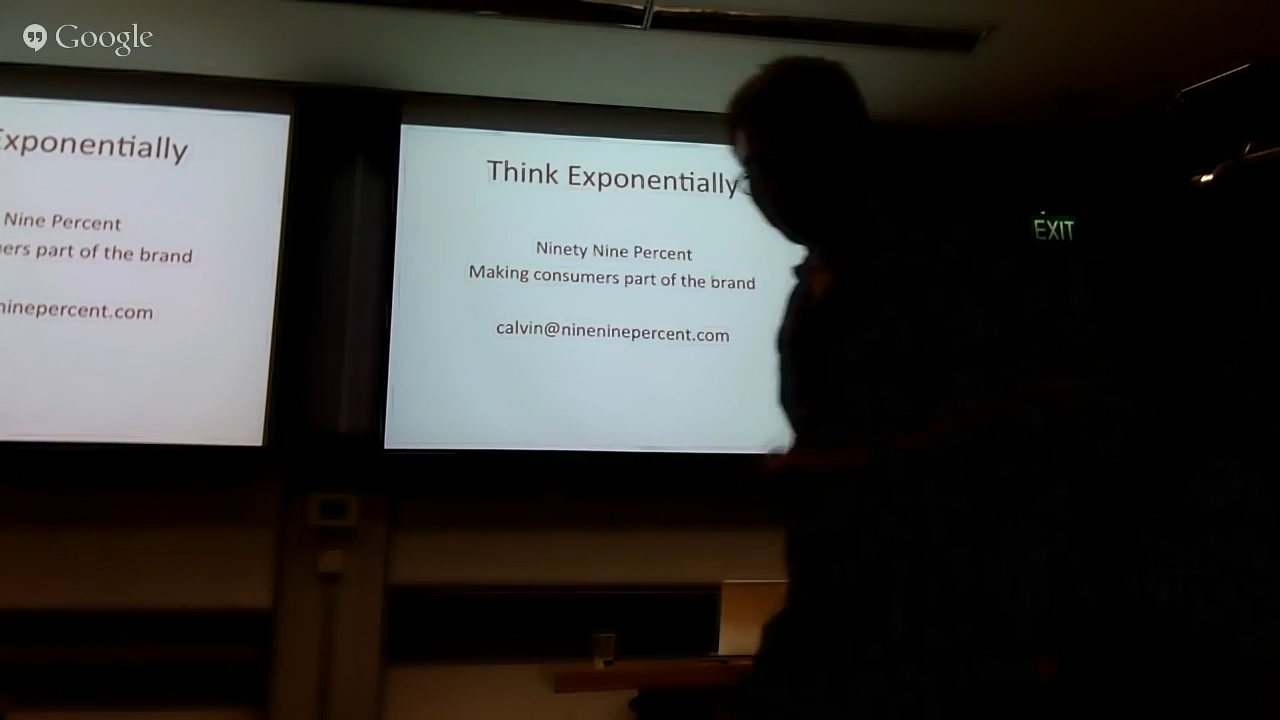 Google
Exponentially
Nine Percent
ers part of the brand
ninepercent.com
Think Exponentially
Ninety Nine Percent
Making consumers part of the brand
calvin@nineninepercent.com
EXIT